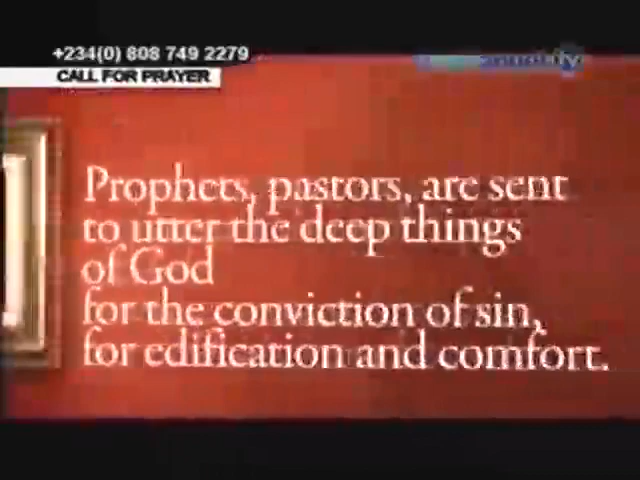 +234(0) 808 749 2279
CALL FOR PRAYER
Prophets, pastors, are sent
to utter the deep things
of God
for the conviction of sin,
for edification and comfort.